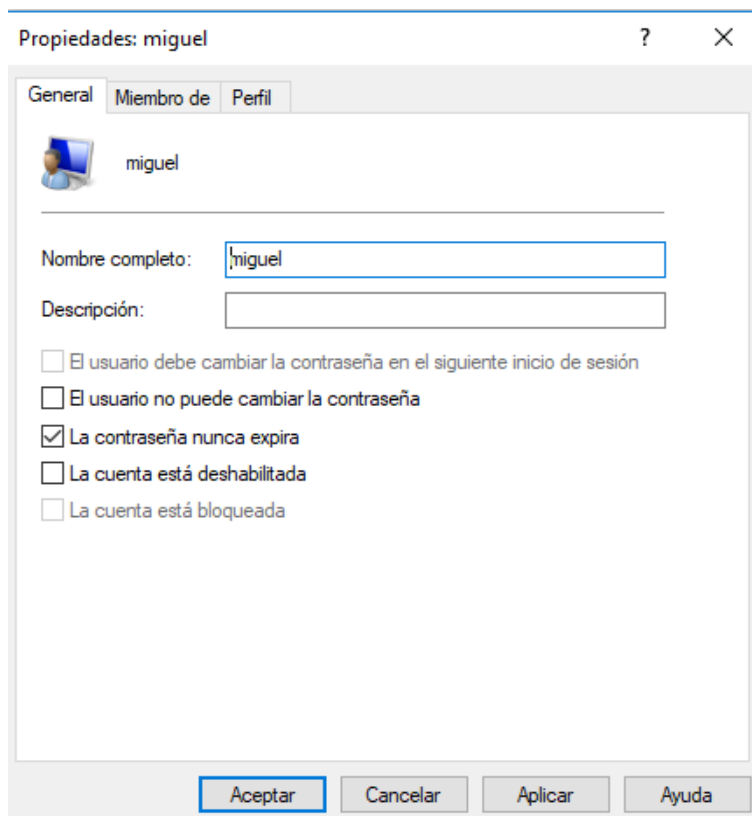 Propiedades: miguel ?
General Miembro de Perfil
miguel
Nombre completo: miguel
Descripción:
El usuario debe cambiar la contraseña en el siguiente inicio de sesión
El usuario no puede cambiar la contraseña
La contraseña nunca expira
La cuenta está deshabilitada
La cuenta está bloqueada
Aceptar Cancelar Aplicar Ayuda